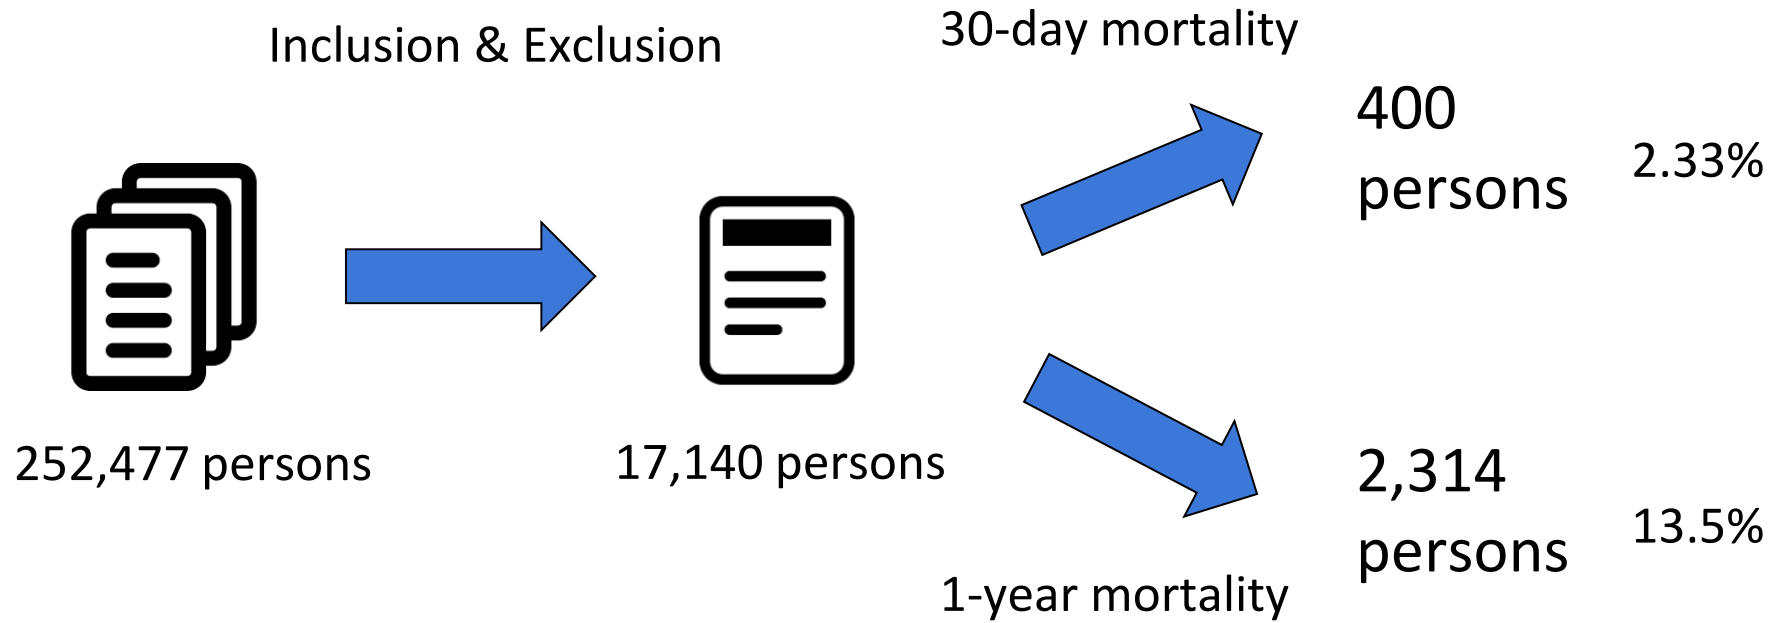 Inclusion & Exclusion
252,477 persons
17,140 persons
30-day mortality
400
persons
2.33%
2,314
persons
13.5%
1-year mortality